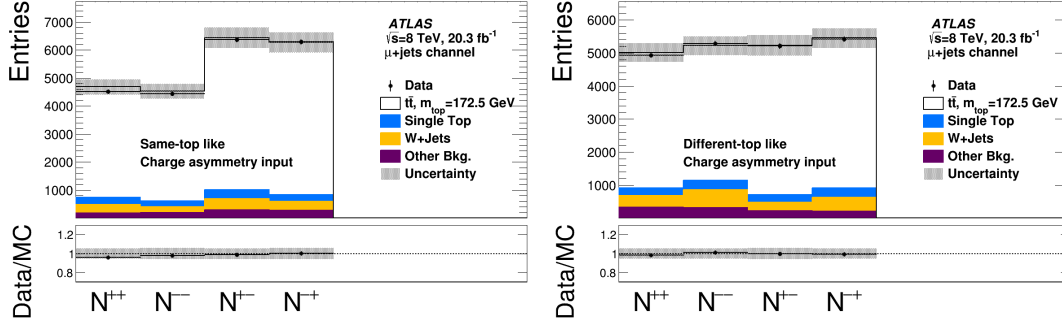 Entries
7000
6000
5000
4000
3000
2000
1000
ATLAS
√s=8 TeV, 20.3 fb⁻¹
μ+jets channel
Data
tt̄, m_top=172.5 GeV
Single Top
W+Jets
Other Bkg.
Uncertainty
Same-top like
Charge asymmetry input
Data/MC
1.2
1
0.8
N⁺⁺ N⁻⁻ N⁺⁻ N⁻⁺
Entries
6000
5000
4000
3000
2000
1000
ATLAS
√s=8 TeV, 20.3 fb⁻¹
μ+jets channel
Data
tt̄, m_top=172.5 GeV
Single Top
W+Jets
Other Bkg.
Uncertainty
Different-top like
Charge asymmetry input
Data/MC
1.2
1
0.8
N⁺⁺ N⁻⁻ N⁺⁻ N⁻⁺